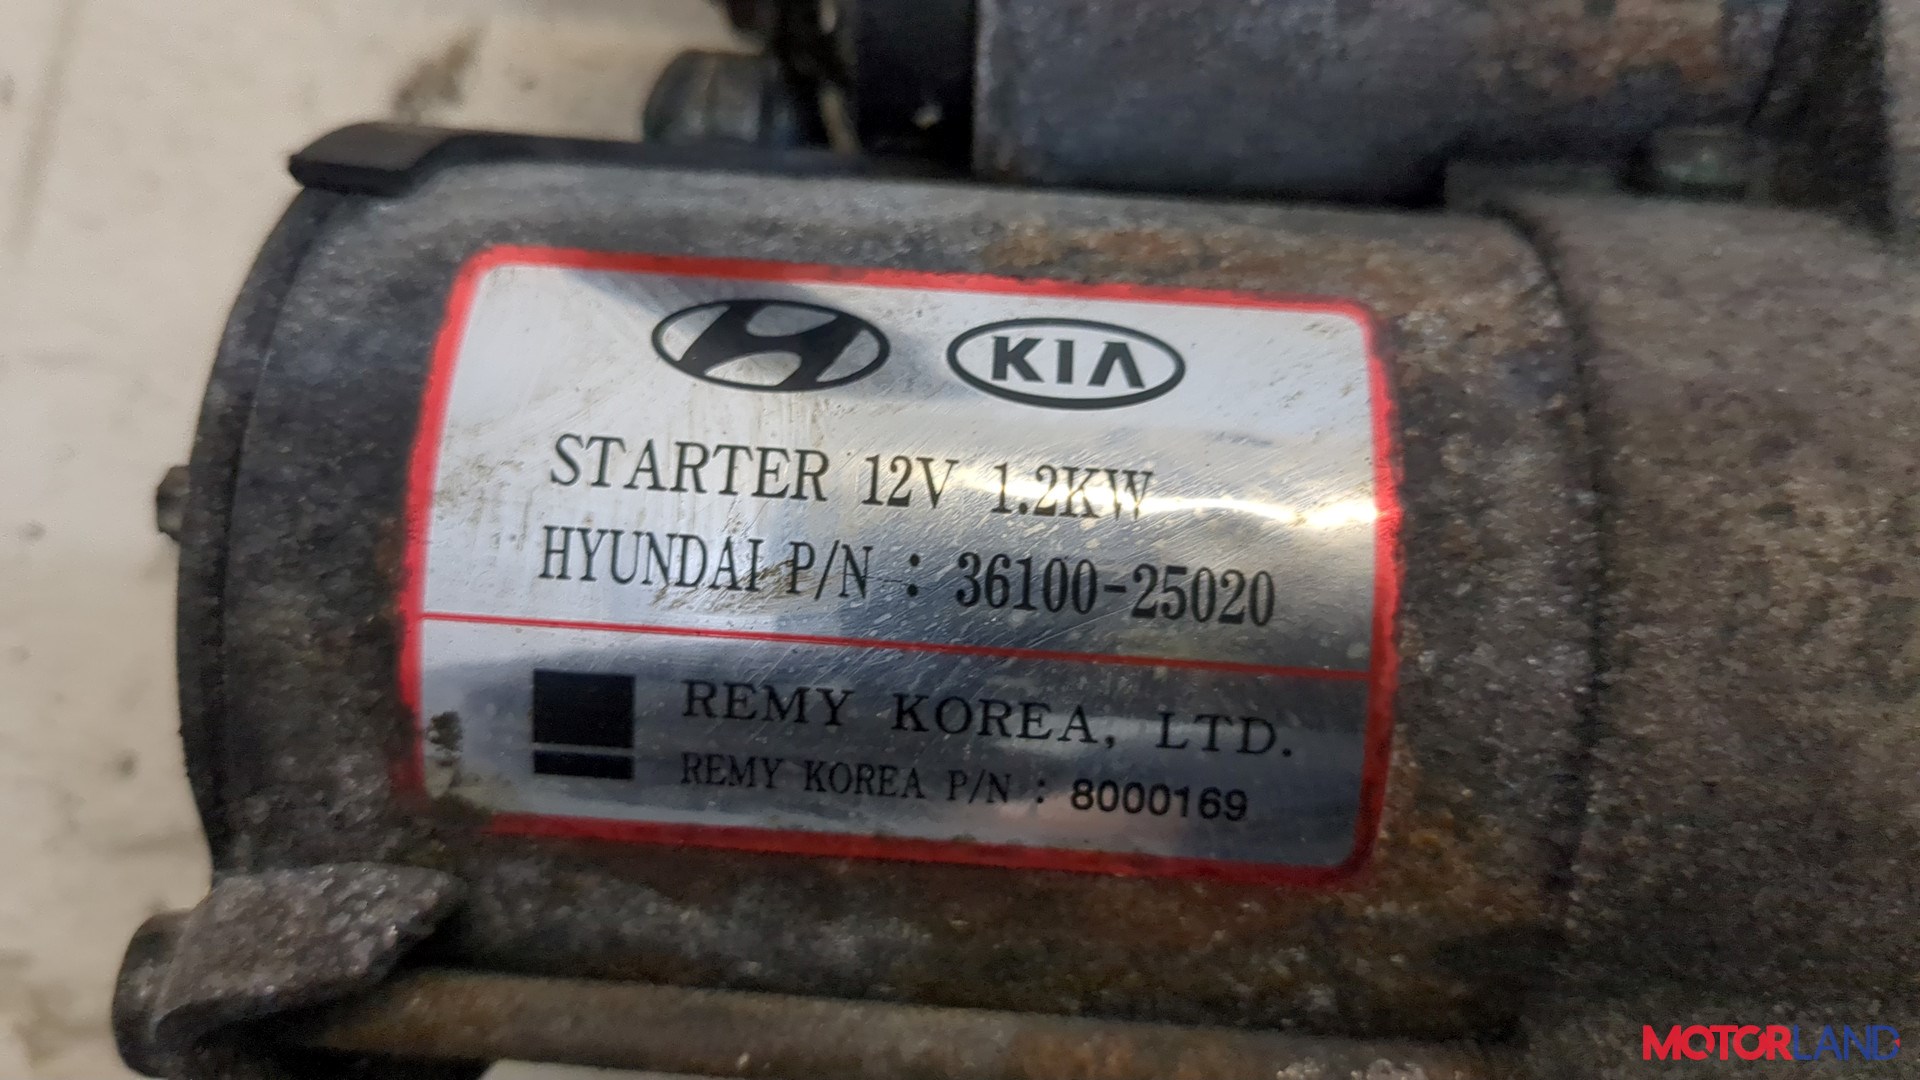 KIA
STARTER 12V 1.2KW
HYUNDAI P/N : 36100-25020
REMY KOREA, LTD.
REMY KOREA P/N : 8000169
MOTORLAND